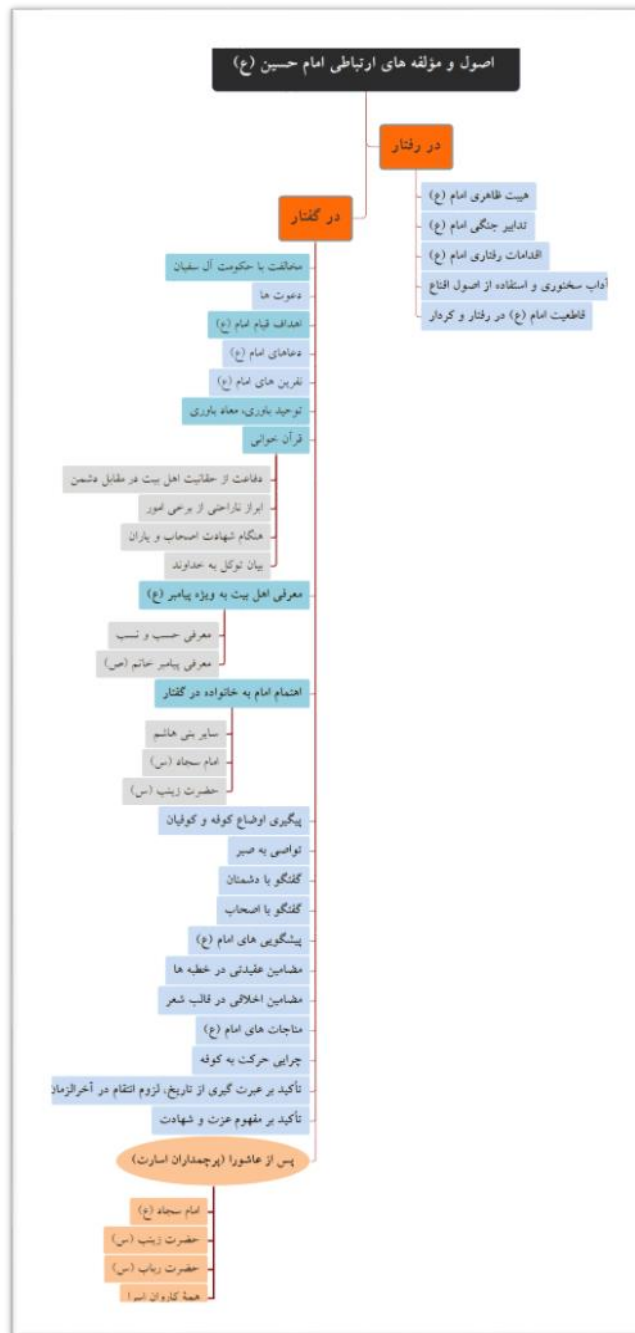 اصول و مؤلفه های ارتباطی امام حسین (ع)
در رفتار
هیبت ظاهری امام (ع)
تدابیر جنگی امام (ع)
اقدامات رفتاری امام (ع)
آداب سخنوری و استفاده از اصول اقناع
قاطعیت امام (ع) در رفتار و کردار
در گفتار
مخالفت با حکومت آل سفیان
دعوت ها
اهداف قیام امام (ع)
دعاهای امام (ع)
نفرین های امام (ع)
توحید باوری، معاد باوری
قرآن خوانی
دفاعت از حقانیت اهل بیت در مقابل دشمن
ابراز ناراحتی از برخی امور
هنگام شهادت اصحاب و یاران
بیان توکل به خداوند
معرفی اهل بیت به ویژه پیامبر (ع)
معرفی حسب و نسب
معرفی پیامبر خاتم (ص)
اهتمام امام به خانواده در گفتار
سایر بنی هاشم
امام سجاد (س)
حضرت زینب (س)
پیگیری اوضاع کوفه و کوفیان
تواصی به صبر
گفتگو با دشمنان
گفتگو با اصحاب
پیشگویی های امام (ع)
مضامین عقیدتی در خطبه ها
مضامین اخلاقی در قالب شعر
مناجات های امام (ع)
چرایی حرکت به کوفه
تأکید بر عبرت گیری از تاریخ، لزوم انتقام در آخرالزمان
تأکید بر مفهوم عزت و شهادت
پس از عاشورا (پرچمداران اسارت)
امام سجاد (ع)
حضرت زینب (س)
حضرت رباب (س)
همهٔ کاروان اسرا